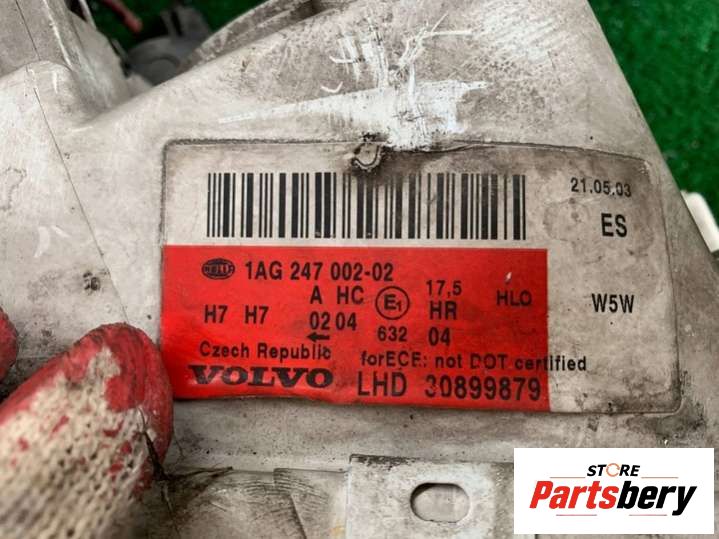 21.05.03
ES
HELLA 1AG 247 002-02
A HC E1 17,5 HLO
H7 H7 HR W5W
02 04 632 04
Czech Republic forECE: not DOT certified
VOLVO LHD 30899879
STORE
Partsbery